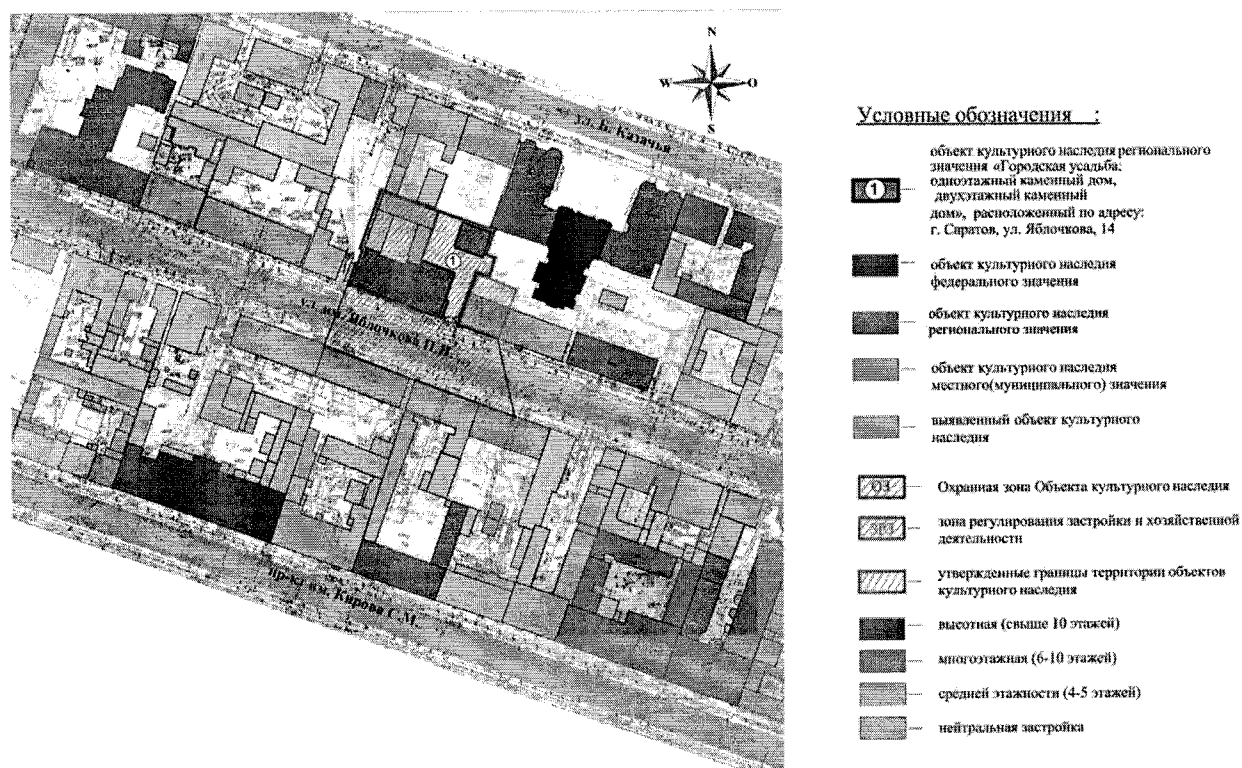 N
W
O
S
ул. Б. Казачья
1
ул. им. Яблочкова П.Н.
пр-кт им. Кирова С.М.
Условные обозначения :
1
объект культурного наследия регионального
значения «Городская усадьба:
одноэтажный каменный дом,
двухэтажный каменный
дом», расположенный по адресу:
г. Саратов, ул. Яблочкова, 14
объект культурного наследия
федерального значения
объект культурного наследия
регионального значения
объект культурного наследия
местного(муниципального) значения
выявленный объект культурного
наследия
ОЗ
Охранная зона Объекта культурного наследия
зона регулирования застройки и хозяйственной
деятельности
утвержденные границы территории объектов
культурного наследия
высотная (свыше 10 этажей)
многоэтажная (6-10 этажей)
средней этажности (4-5 этажей)
нейтральная застройка